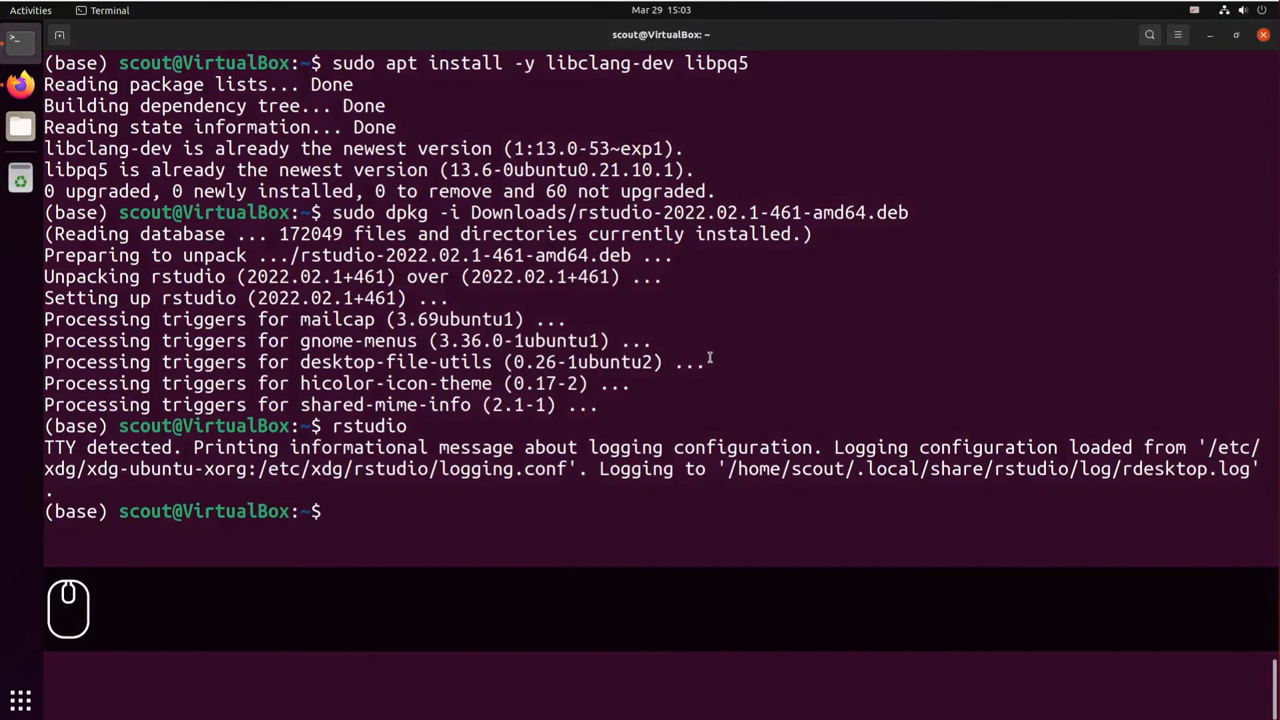 Activities
Terminal
Mar 29 15:03
scout@VirtualBox: ~
(base) scout@VirtualBox:~$ sudo apt install -y libclang-dev libpq5
Reading package lists... Done
Building dependency tree... Done
Reading state information... Done
libclang-dev is already the newest version (1:13.0-53~exp1).
libpq5 is already the newest version (13.6-0ubuntu0.21.10.1).
0 upgraded, 0 newly installed, 0 to remove and 60 not upgraded.
(base) scout@VirtualBox:~$ sudo dpkg -i Downloads/rstudio-2022.02.1-461-amd64.deb
(Reading database ... 172049 files and directories currently installed.)
Preparing to unpack .../rstudio-2022.02.1-461-amd64.deb ...
Unpacking rstudio (2022.02.1+461) over (2022.02.1+461) ...
Setting up rstudio (2022.02.1+461) ...
Processing triggers for mailcap (3.69ubuntu1) ...
Processing triggers for gnome-menus (3.36.0-1ubuntu1) ...
Processing triggers for desktop-file-utils (0.26-1ubuntu2) ...
Processing triggers for hicolor-icon-theme (0.17-2) ...
Processing triggers for shared-mime-info (2.1-1) ...
(base) scout@VirtualBox:~$ rstudio
TTY detected. Printing informational message about logging configuration. Logging configuration loaded from '/etc/
xdg/xdg-ubuntu-xorg:/etc/xdg/rstudio/logging.conf'. Logging to '/home/scout/.local/share/rstudio/log/rdesktop.log'
.
(base) scout@VirtualBox:~$